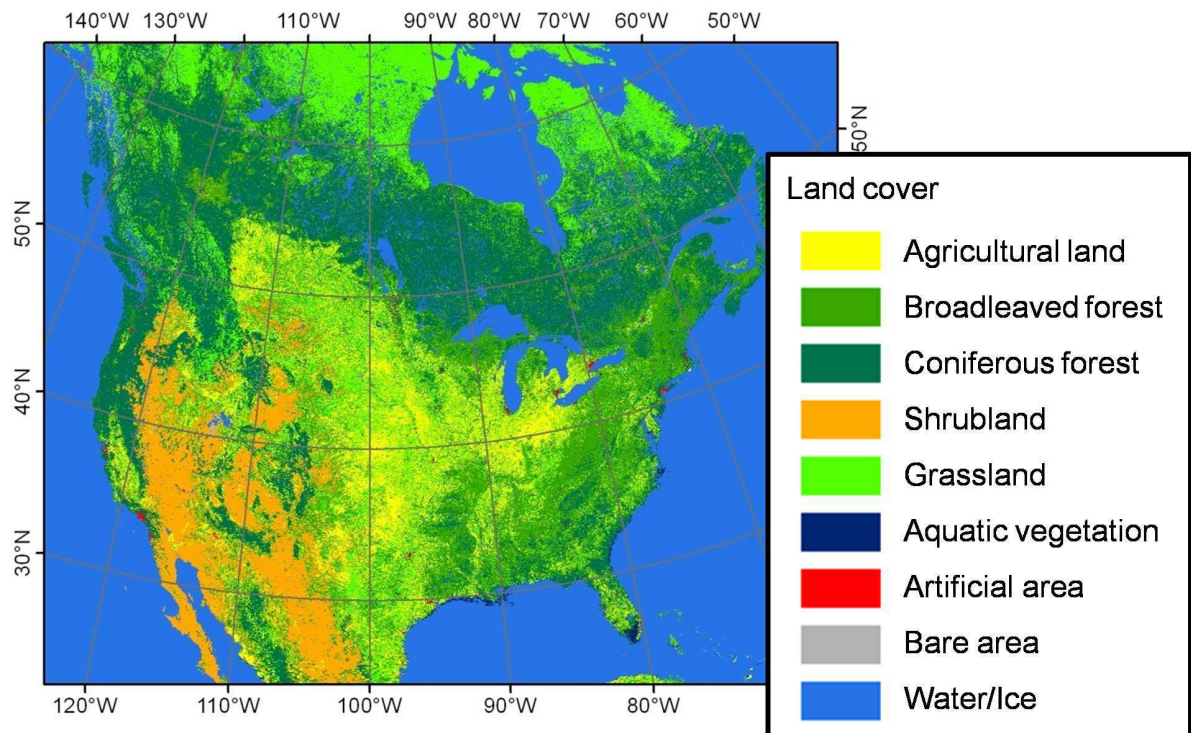 140°W 130°W 110°W 90°W 80°W 70°W 60°W 50°W
50°N
40°N
30°N
50°N
120°W 110°W 100°W 90°W 80°W
Land cover
Agricultural land
Broadleaved forest
Coniferous forest
Shrubland
Grassland
Aquatic vegetation
Artificial area
Bare area
Water/Ice